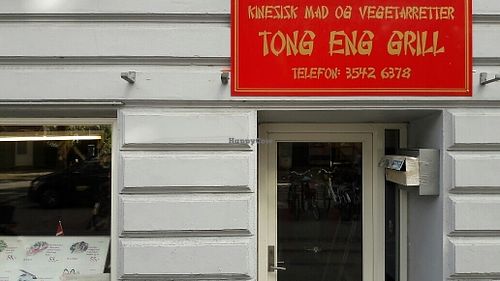 KINESISK MAD OG VEGETARRETTER
TONG ENG GRILL
TELEFON: 3542 6378